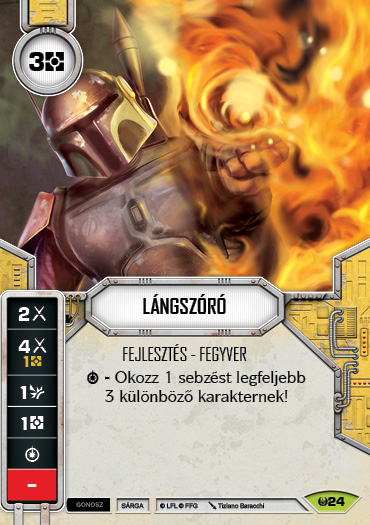 3
LÁNGSZÓRÓ
FEJLESZTÉS - FEGYVER
- Okozz 1 sebzést legfeljebb
3 különböző karakternek!
2
4
1
1
1
-
GONOSZ
SÁRGA
© LFL © FFG
Tiziano Baracchi
24